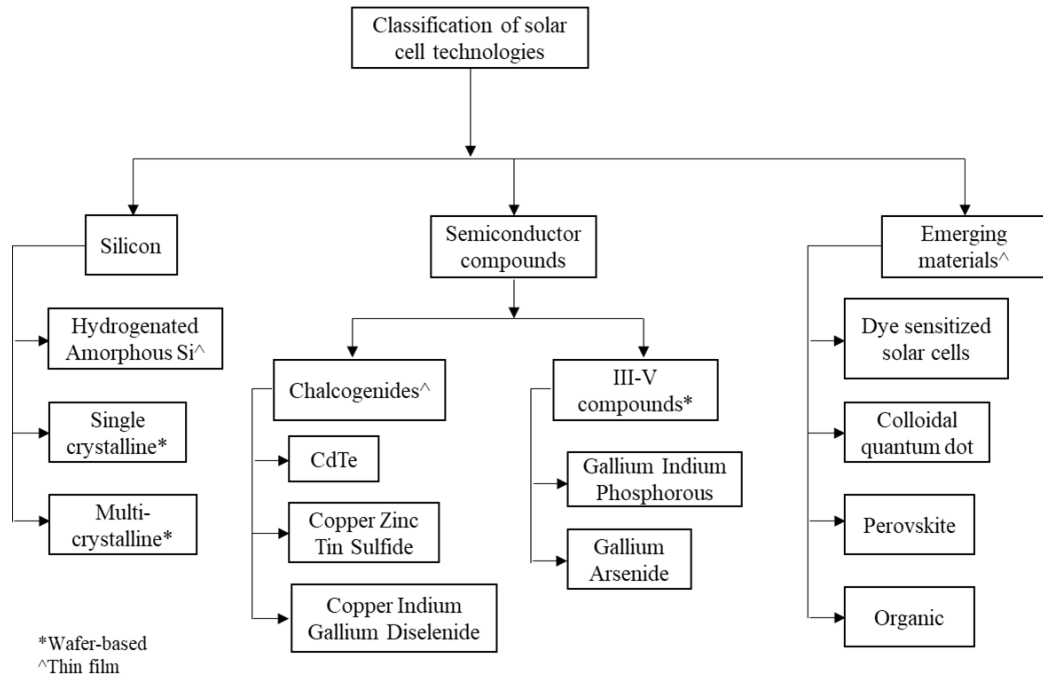 Classification of solar
cell technologies
Silicon
Semiconductor
compounds
Emerging
materials^
Hydrogenated
Amorphous Si^
Single
crystalline*
Multi-
crystalline*
Chalcogenides^
CdTe
Copper Zinc
Tin Sulfide
Copper Indium
Gallium Diselenide
III-V
compounds*
Gallium Indium
Phosphorous
Gallium
Arsenide
Dye sensitized
solar cells
Colloidal
quantum dot
Perovskite
Organic
*Wafer-based
^Thin film